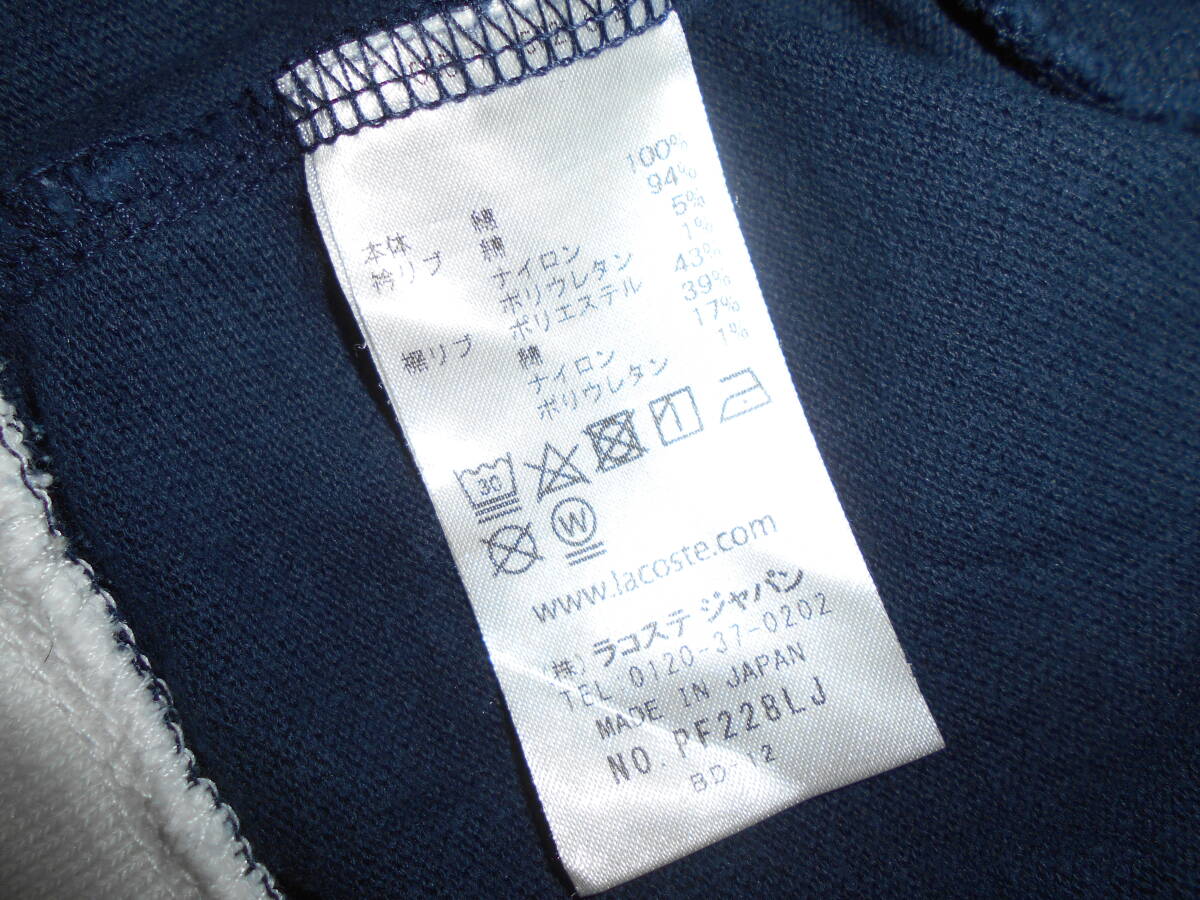 本体 綿 100%
衿リブ 綿 94%
ナイロン 5%
ポリウレタン 1%
ポリエステル 43%
裾リブ 綿 39%
ナイロン 17%
ポリウレタン 1%
30
W
www.lacoste.com
(株)ラコステ ジャパン
TEL.0120-37-0202
MADE IN JAPAN
NO.PF228LJ
BD-12